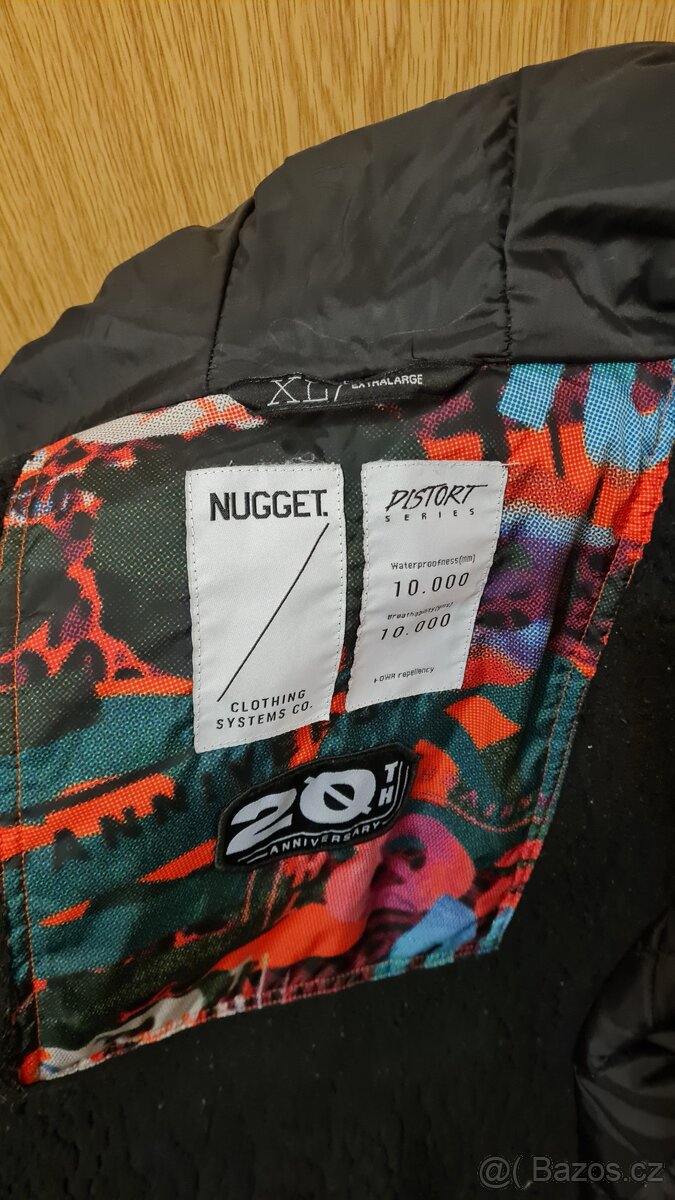 XL/ EXTRALARGE
NUGGET.
CLOTHING
SYSTEMS CO.
DISTORT
SERIES
Waterproofness(mm)
10.000
10.000
+DWR repellency
20TH
ANNIVERSARY
ANNIVE
@( Bazos.cz